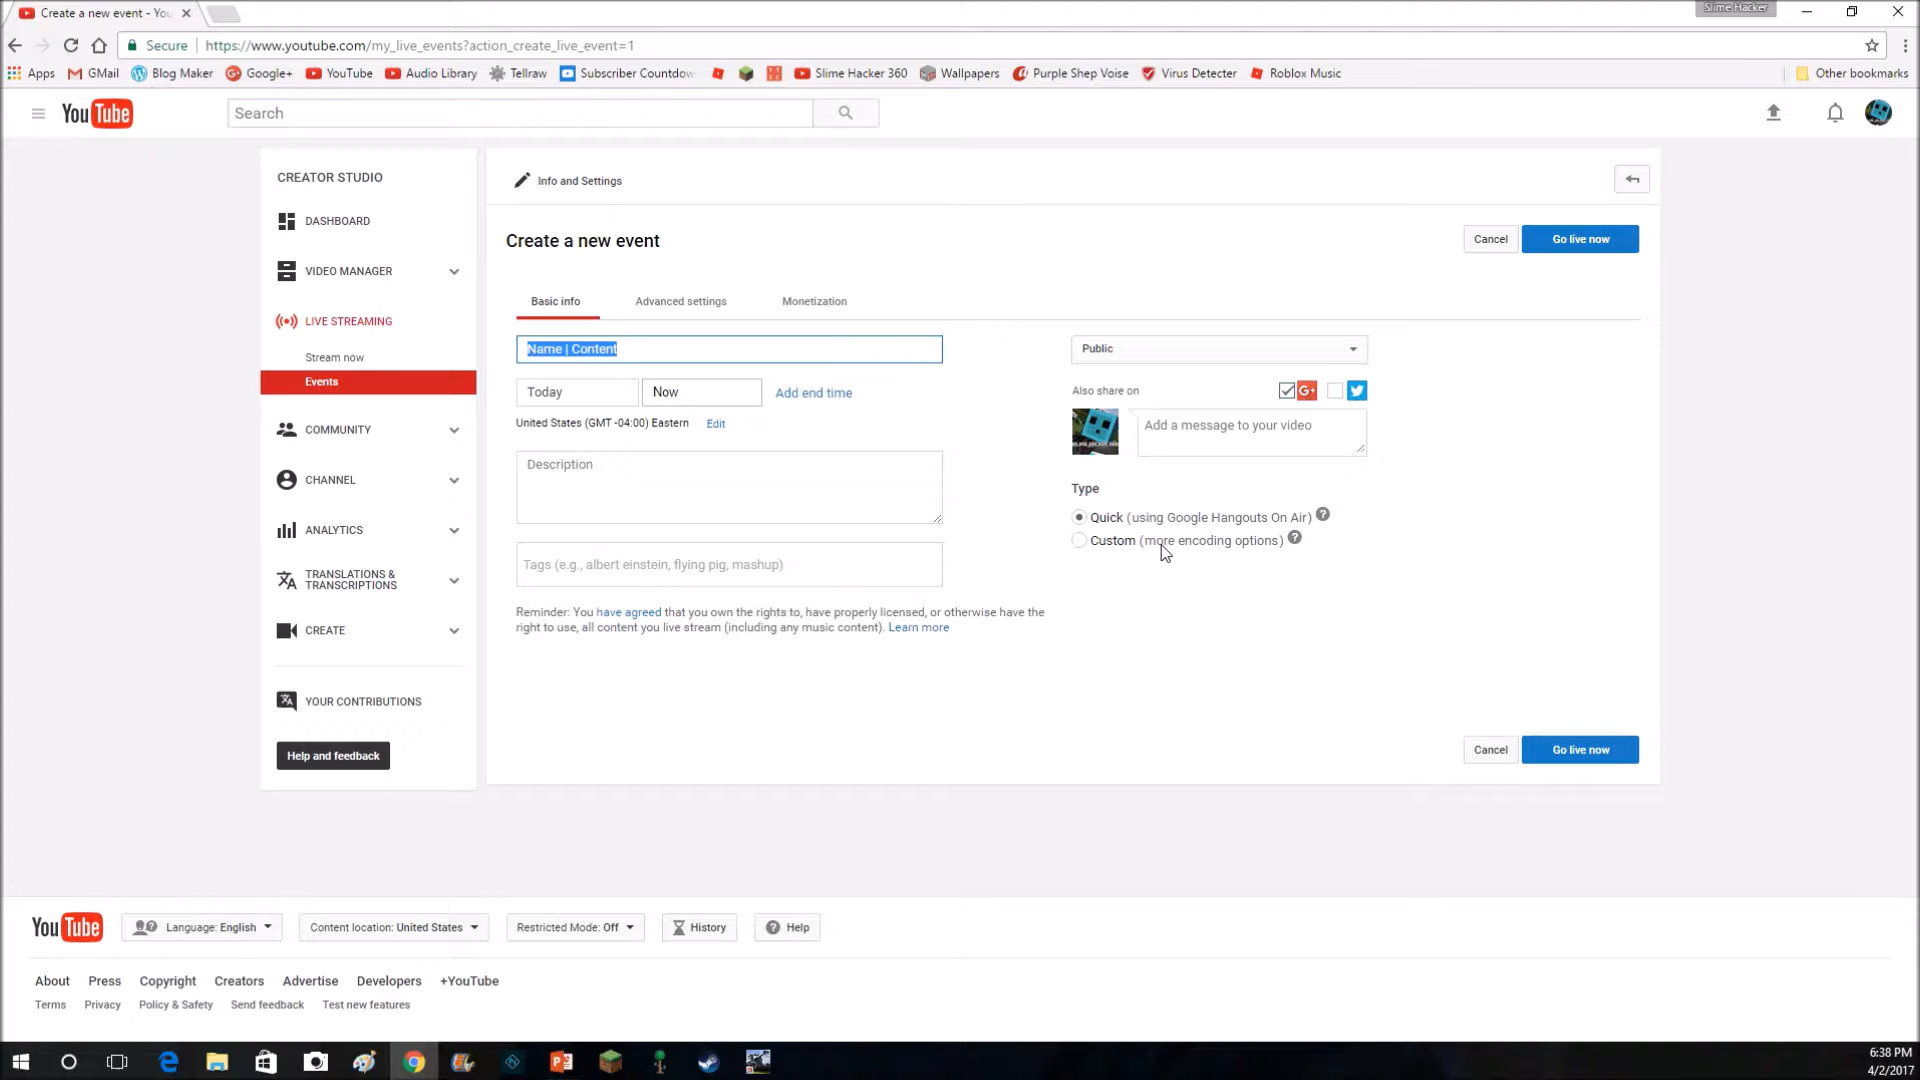 Create a new event - You
Slime Hacker
Secure
https://www.youtube.com/my_live_events?action_create_live_event=1
Apps
GMail
Blog Maker
Google+
YouTube
Audio Library
Tellraw
Subscriber Countdow
Slime Hacker 360
Wallpapers
Purple Shep Voise
Virus Detecter
Roblox Music
Other bookmarks
YouTube
Search
CREATOR STUDIO
DASHBOARD
VIDEO MANAGER
LIVE STREAMING
Stream now
Events
COMMUNITY
CHANNEL
ANALYTICS
TRANSLATIONS &
TRANSCRIPTIONS
CREATE
YOUR CONTRIBUTIONS
Help and feedback
Info and Settings
Create a new event
Cancel
Go live now
Basic info
Advanced settings
Monetization
Name | Content
Today
Now
Add end time
United States (GMT -04:00) Eastern
Edit
Description
Tags (e.g., albert einstein, flying pig, mashup)
Reminder: You have agreed that you own the rights to, have properly licensed, or otherwise have the
right to use, all content you live stream (including any music content). Learn more
Public
Also share on
G+
Add a message to your video
Type
Quick (using Google Hangouts On Air)
Custom (more encoding options)
Cancel
Go live now
YouTube
Language: English
Content location: United States
Restricted Mode: Off
History
Help
About
Press
Copyright
Creators
Advertise
Developers
+YouTube
Terms
Privacy
Policy & Safety
Send feedback
Test new features
6:38 PM
4/2/2017